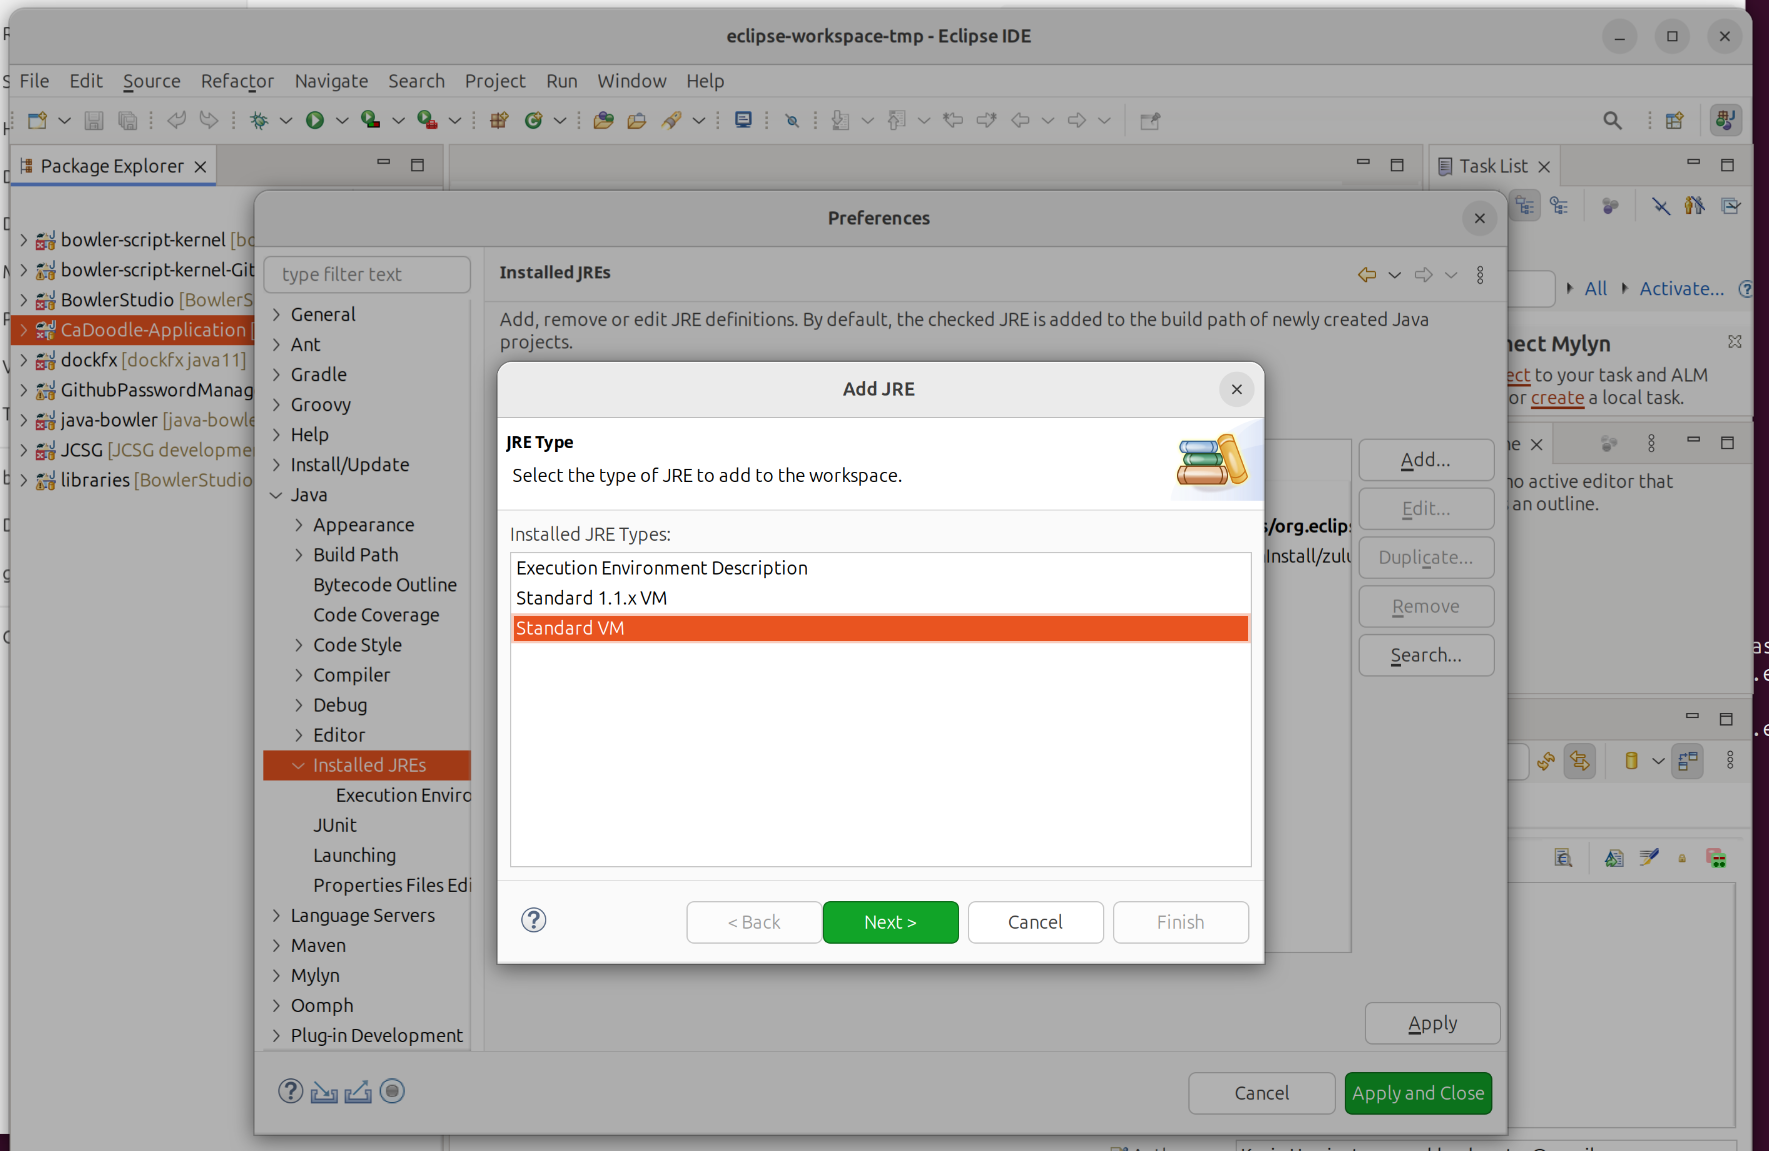 eclipse-workspace-tmp - Eclipse IDE
File Edit Source Refactor Navigate Search Project Run Window Help
Package Explorer
Task List
bowler-script-kernel [bo
bowler-script-kernel-Git
BowlerStudio [BowlerS
CaDoodle-Application [
dockfx [dockfx java11]
GithubPasswordManag
java-bowler [java-bowle
JCSG [JCSG developme
libraries [BowlerStudio
Preferences
type filter text
General
Ant
Gradle
Groovy
Help
Install/Update
Java
Appearance
Build Path
Bytecode Outline
Code Coverage
Code Style
Compiler
Debug
Editor
Installed JREs
Execution Enviro
JUnit
Launching
Properties Files Edi
Language Servers
Maven
Mylyn
Oomph
Plug-in Development
Installed JREs
Add, remove or edit JRE definitions. By default, the checked JRE is added to the build path of newly created Java
projects.
Add JRE
JRE Type
Select the type of JRE to add to the workspace.
Installed JRE Types:
Execution Environment Description
Standard 1.1.x VM
Standard VM
< Back Next > Cancel Finish
s/org.eclips
Install/zulu
Add...
Edit...
Duplicate...
Remove
Search...
Apply
Cancel Apply and Close
All Activate...
nect Mylyn
ect to your task and ALM
or create a local task.
ne
no active editor that
an outline.